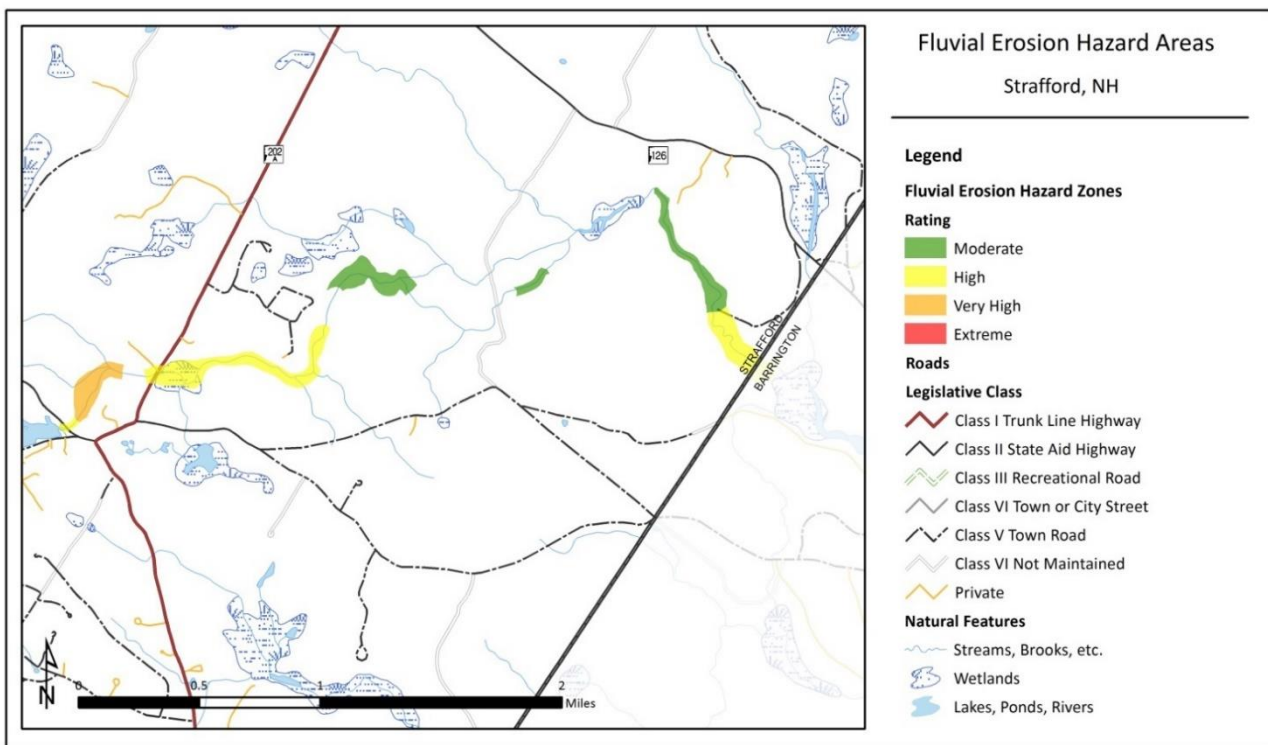 Fluvial Erosion Hazard Areas
Strafford, NH
202
A
126
STRAFFORD
BARRINGTON
N
0
0.5
1
2
Miles
Legend
Fluvial Erosion Hazard Zones
Rating
Moderate
High
Very High
Extreme
Roads
Legislative Class
Class I Trunk Line Highway
Class II State Aid Highway
Class III Recreational Road
Class VI Town or City Street
Class V Town Road
Class VI Not Maintained
Private
Natural Features
Streams, Brooks, etc.
Wetlands
Lakes, Ponds, Rivers